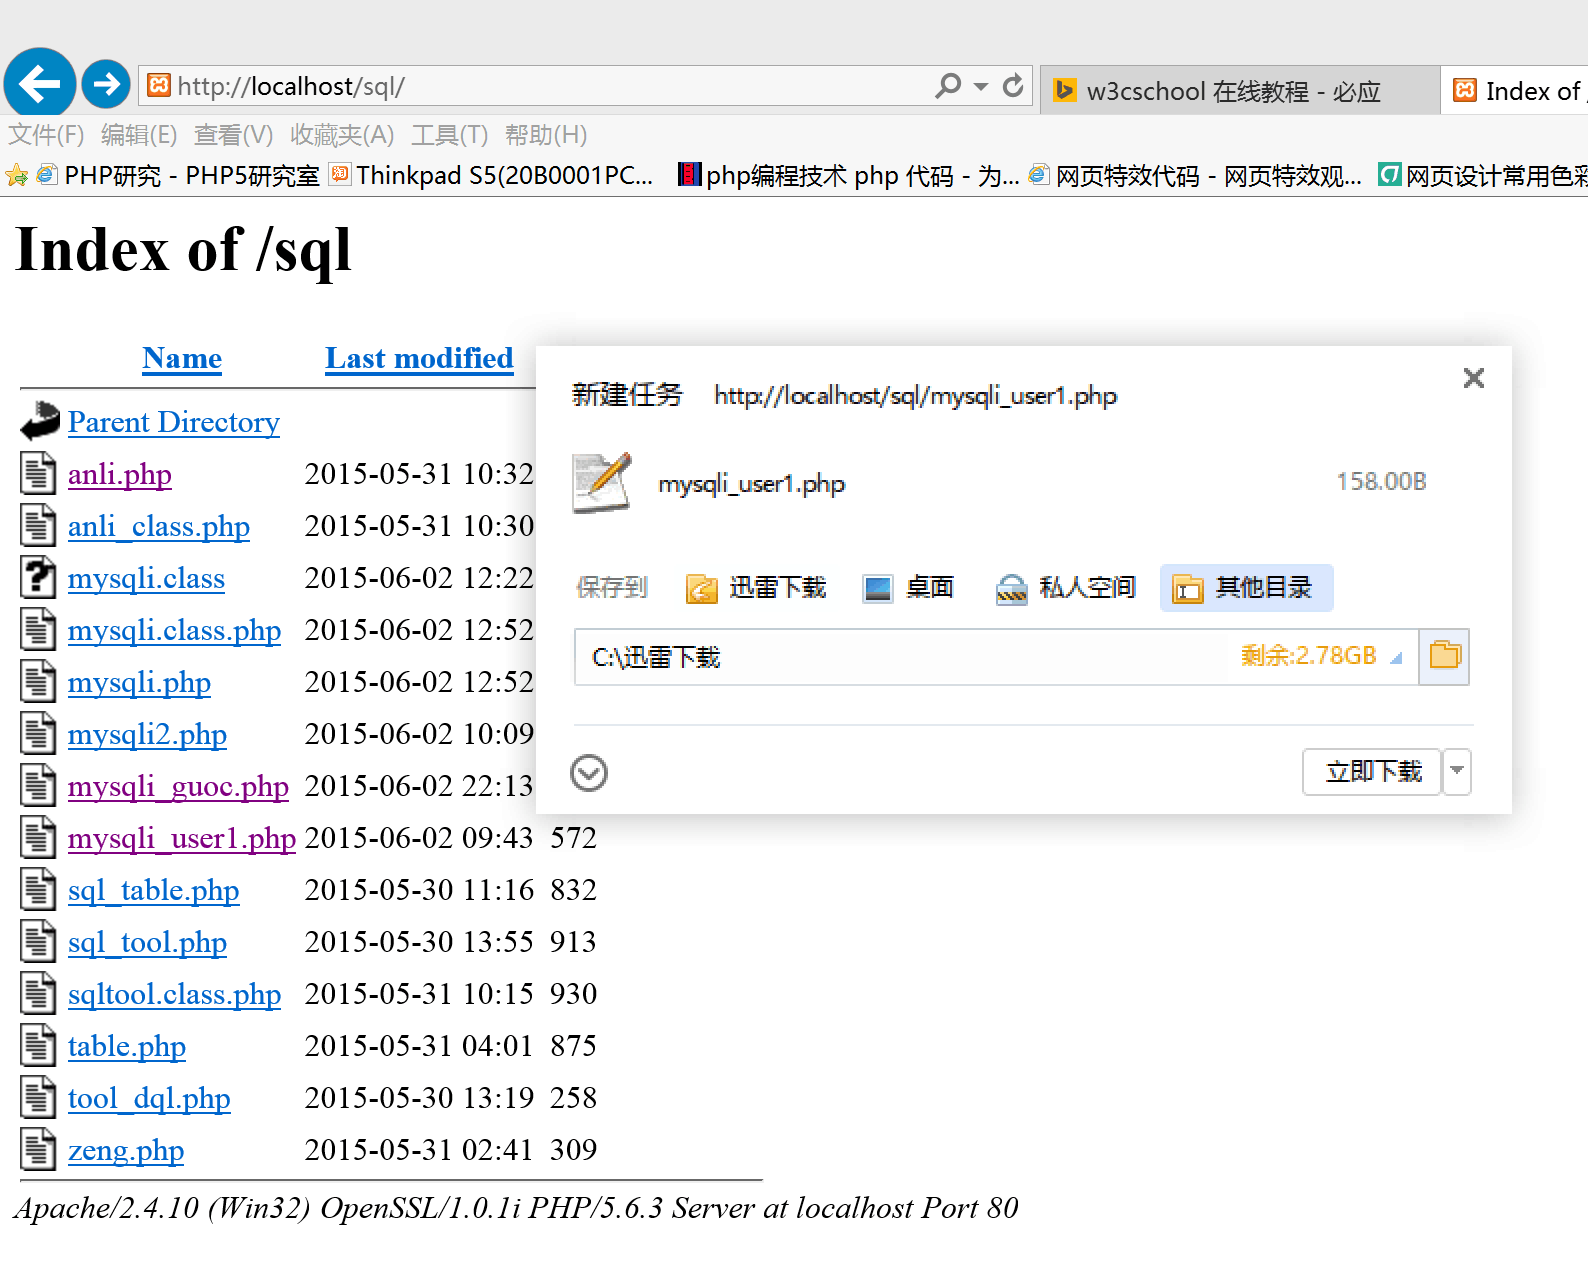 http://localhost/sql/
w3cschool 在线教程 - 必应
Index of
文件(F) 编辑(E) 查看(V) 收藏夹(A) 工具(T) 帮助(H)
PHP研究 - PHP5研究室 Thinkpad S5(20B0001PC... php编程技术 php 代码 - 为... 网页特效代码 - 网页特效观... 网页设计常用色彩
Index of /sql
Name Last modified
Parent Directory
anli.php 2015-05-31 10:32
anli_class.php 2015-05-31 10:30
mysqli.class 2015-06-02 12:22
mysqli.class.php 2015-06-02 12:52
mysqli.php 2015-06-02 12:52
mysqli2.php 2015-06-02 10:09
mysqli_guoc.php 2015-06-02 22:13
mysqli_user1.php 2015-06-02 09:43 572
sql_table.php 2015-05-30 11:16 832
sql_tool.php 2015-05-30 13:55 913
sqltool.class.php 2015-05-31 10:15 930
table.php 2015-05-31 04:01 875
tool_dql.php 2015-05-30 13:19 258
zeng.php 2015-05-31 02:41 309
Apache/2.4.10 (Win32) OpenSSL/1.0.1i PHP/5.6.3 Server at localhost Port 80
新建任务 http://localhost/sql/mysqli_user1.php
mysqli_user1.php 158.00B
保存到 迅雷下载 桌面 私人空间 其他目录
C:\迅雷下载 剩余:2.78GB
立即下载